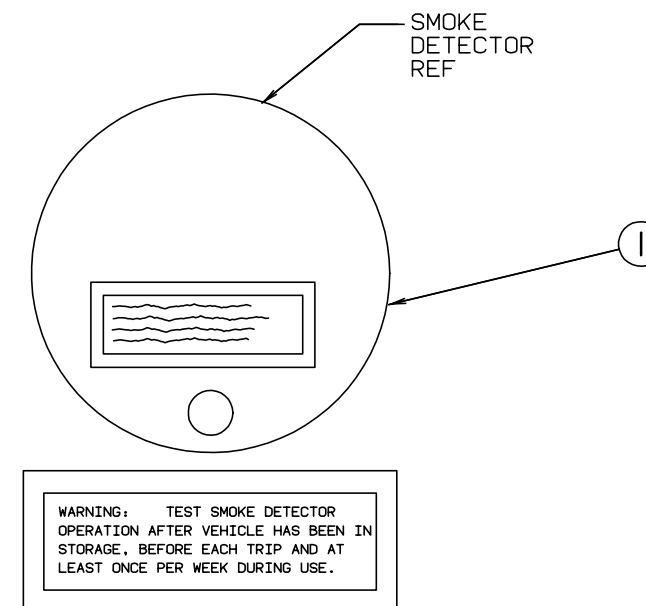 SMOKE
DETECTOR
REF
1
WARNING: TEST SMOKE DETECTOR
OPERATION AFTER VEHICLE HAS BEEN IN
STORAGE, BEFORE EACH TRIP AND AT
LEAST ONCE PER WEEK DURING USE.